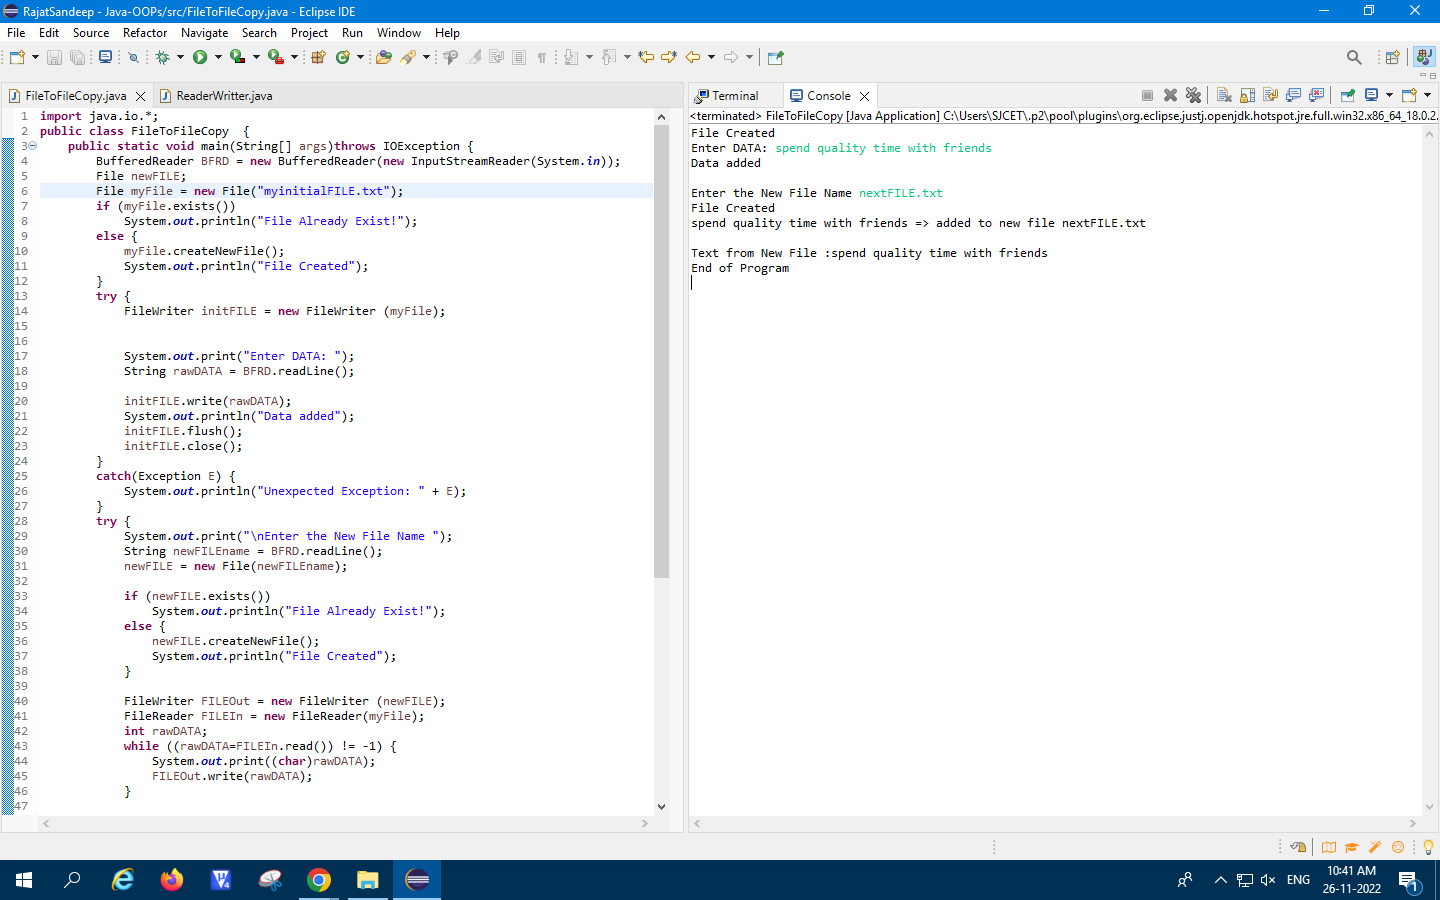 RajatSandeep - Java-OOPs/src/FileToFileCopy.java - Eclipse IDE
File Edit Source Refactor Navigate Search Project Run Window Help
FileToFileCopy.java ReaderWritter.java
1 import java.io.*;
2 public class FileToFileCopy  {
3     public static void main(String[] args)throws IOException {
4         BufferedReader BFRD = new BufferedReader(new InputStreamReader(System.in));
5         File newFILE;
6         File myFile = new File("myinitialFILE.txt");
7         if (myFile.exists())
8             System.out.println("File Already Exist!");
9         else {
10             myFile.createNewFile();
11             System.out.println("File Created");
12         }
13         try {
14             FileWriter initFILE = new FileWriter (myFile);
15
16
17             System.out.print("Enter DATA: ");
18             String rawDATA = BFRD.readLine();
19
20             initFILE.write(rawDATA);
21             System.out.println("Data added");
22             initFILE.flush();
23             initFILE.close();
24         }
25         catch(Exception E) {
26             System.out.println("Unexpected Exception: " + E);
27         }
28         try {
29             System.out.print("\nEnter the New File Name ");
30             String newFILEname = BFRD.readLine();
31             newFILE = new File(newFILEname);
32
33             if (newFILE.exists())
34                 System.out.println("File Already Exist!");
35             else {
36                 newFILE.createNewFile();
37                 System.out.println("File Created");
38             }
39
40             FileWriter FILEOut = new FileWriter (newFILE);
41             FileReader FILEIn = new FileReader(myFile);
42             int rawDATA;
43             while ((rawDATA=FILEIn.read()) != -1) {
44                 System.out.print((char)rawDATA);
45                 FILEOut.write(rawDATA);
46             }
47
Terminal Console
<terminated> FileToFileCopy [Java Application] C:\Users\SJCET\.p2\pool\plugins\org.eclipse.justj.openjdk.hotspot.jre.full.win32.x86_64_18.0.2.
File Created
Enter DATA: spend quality time with friends
Data added
Enter the New File Name nextFILE.txt
File Created
spend quality time with friends => added to new file nextFILE.txt
Text from New File :spend quality time with friends
End of Program
ENG
10:41 AM
26-11-2022
1